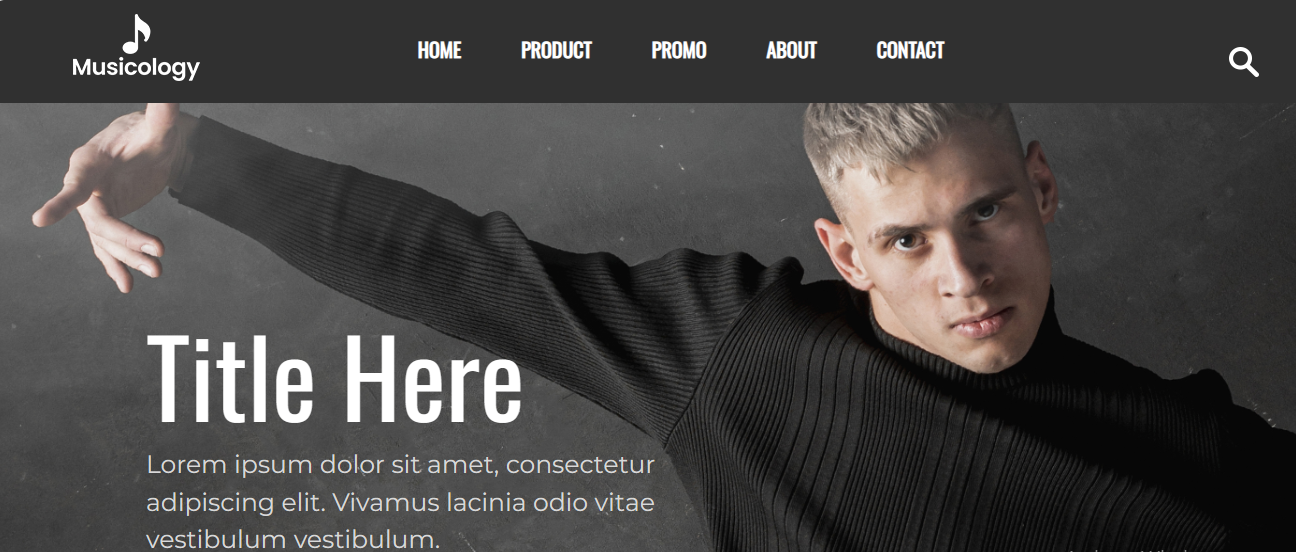 Musicology
HOME PRODUCT PROMO ABOUT CONTACT
Title Here
Lorem ipsum dolor sit amet, consectetur
adipiscing elit. Vivamus lacinia odio vitae
vestibulum vestibulum.